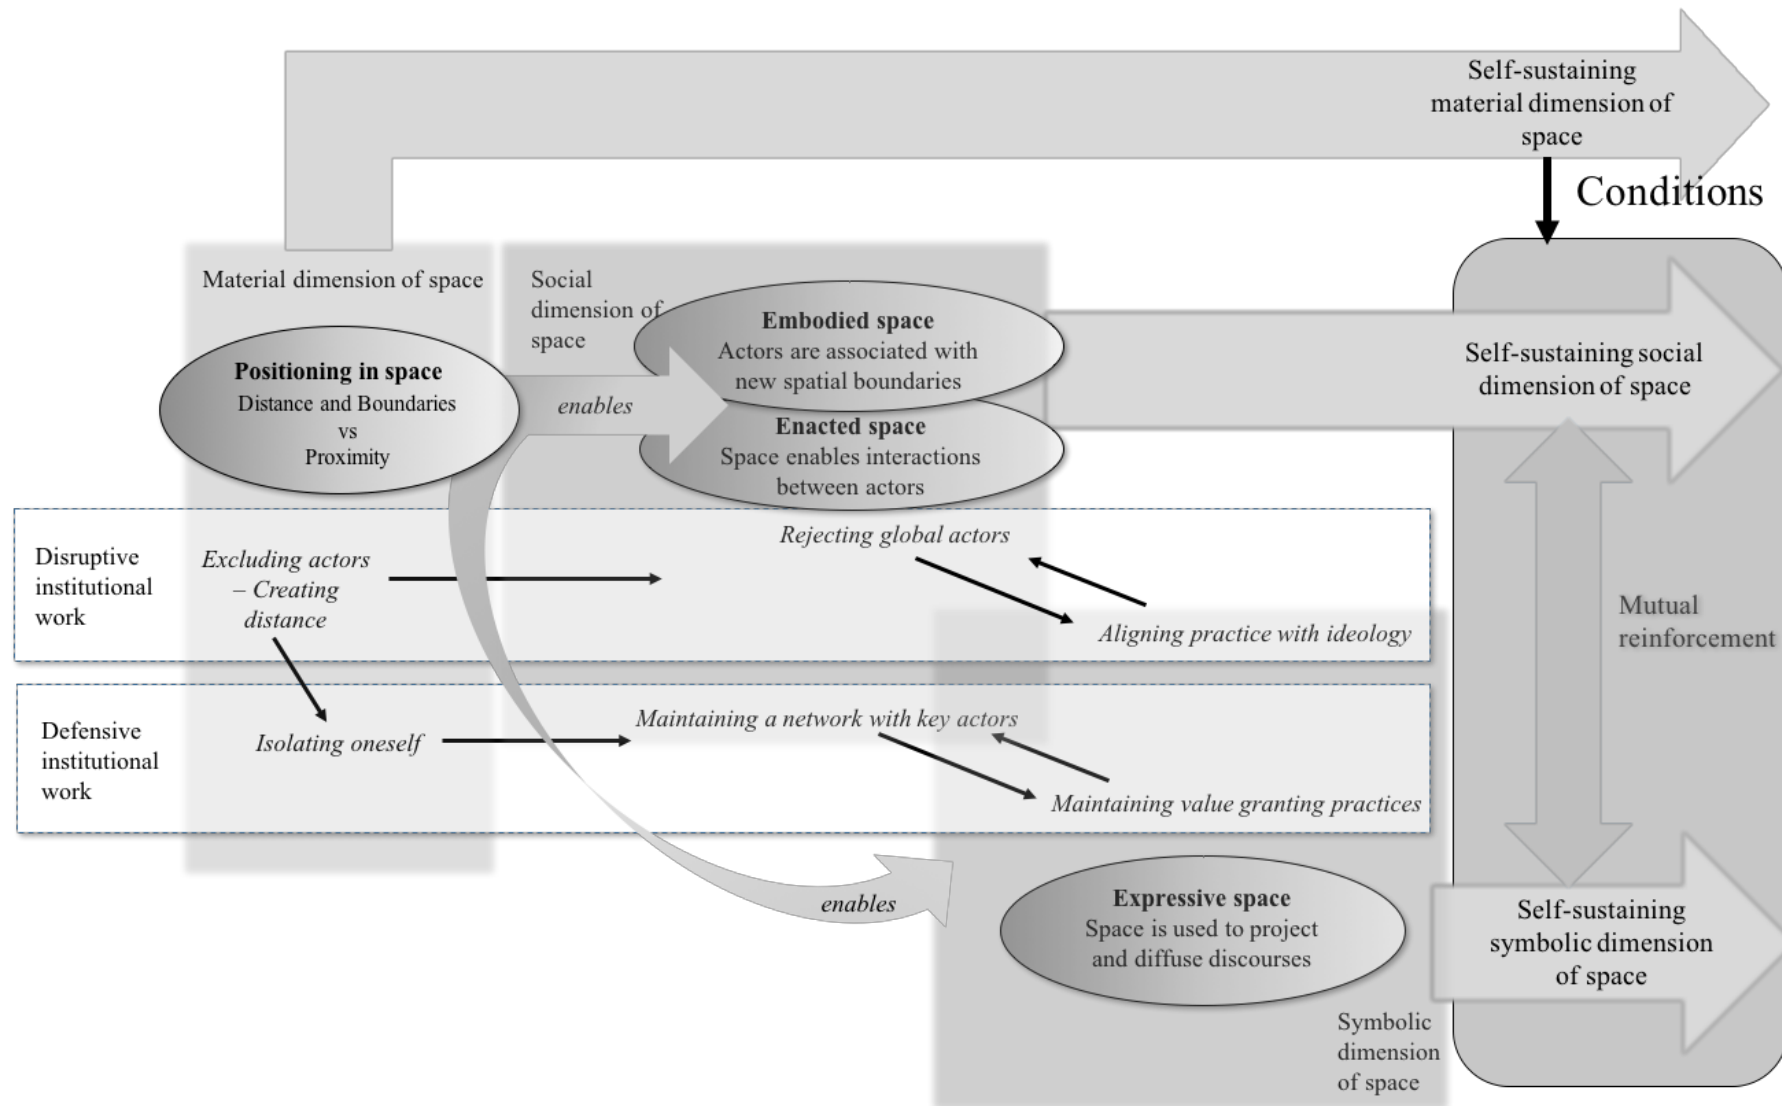 Self-sustaining
material dimension of
space
Conditions
Material dimension of space
Social
dimension of
space
Positioning in space
Distance and Boundaries
vs
Proximity
enables
Embodied space
Actors are associated with
new spatial boundaries
Enacted space
Space enables interactions
between actors
Self-sustaining social
dimension of space
Disruptive
institutional
work
Excluding actors
– Creating
distance
Rejecting global actors
Aligning practice with ideology
Mutual
reinforcement
Defensive
institutional
work
Isolating oneself
Maintaining a network with key actors
Maintaining value granting practices
enables
Expressive space
Space is used to project
and diffuse discourses
Self-sustaining
symbolic dimension
of space
Symbolic
dimension
of space